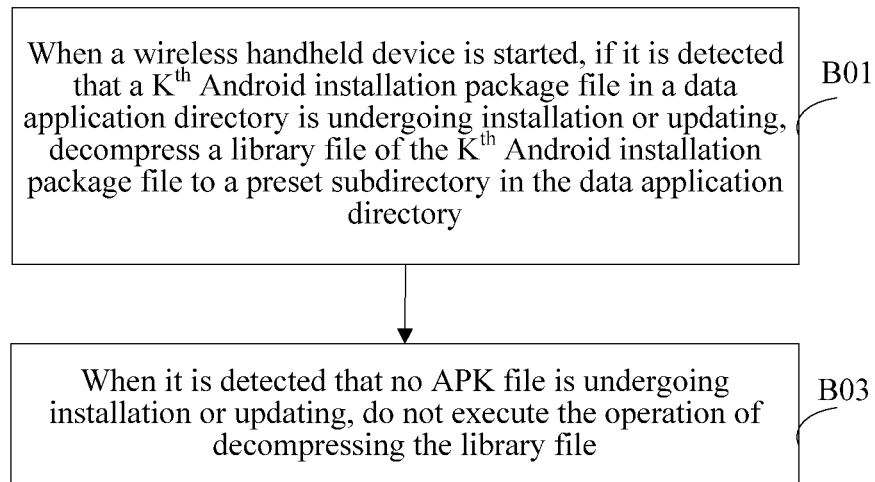 When a wireless handheld device is started, if it is detected
that a Kth Android installation package file in a data
application directory is undergoing installation or updating,
decompress a library file of the Kth Android installation
package file to a preset subdirectory in the data application
directory
B01
When it is detected that no APK file is undergoing
installation or updating, do not execute the operation of
decompressing the library file
B03